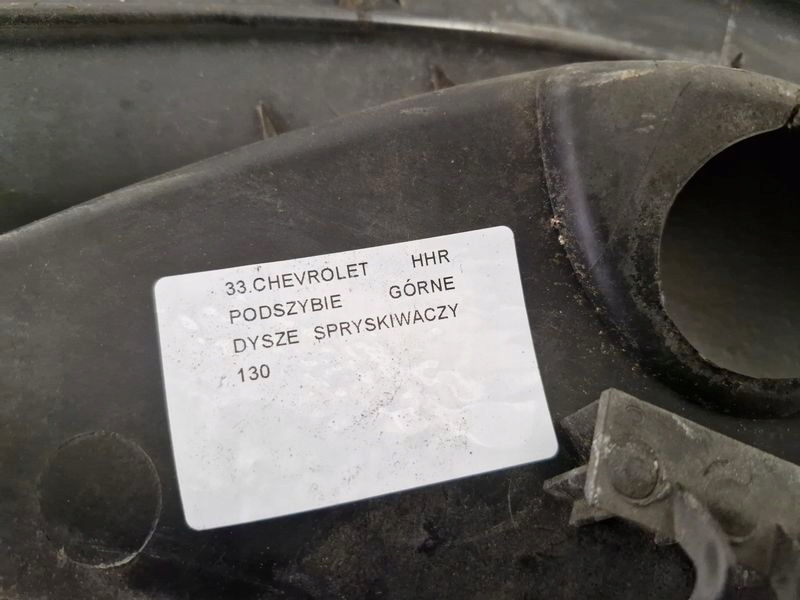 33.CHEVROLET HHR
PODSZYBIE GÓRNE
DYSZE SPRYSKIWACZY
130